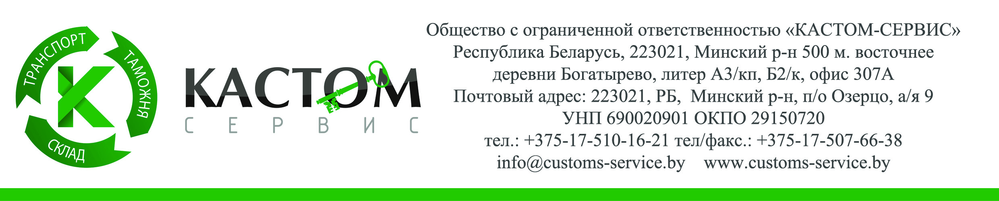 ТРАНСПОРТ
ТАМОЖНЯ
СКЛАД
КАСТОМ
СЕРВИС
Общество с ограниченной ответственностью «КАСТОМ-СЕРВИС»
Республика Беларусь, 223021, Минский р-н 500 м. восточнее
деревни Богатырево, литер А3/кп, Б2/к, офис 307А
Почтовый адрес: 223021, РБ,  Минский р-н, п/о Озерцо, а/я 9
УНП 690020901 ОКПО 29150720
тел.: +375-17-510-16-21 тел/факс.: +375-17-507-66-38
info@customs-service.by    www.customs-service.by